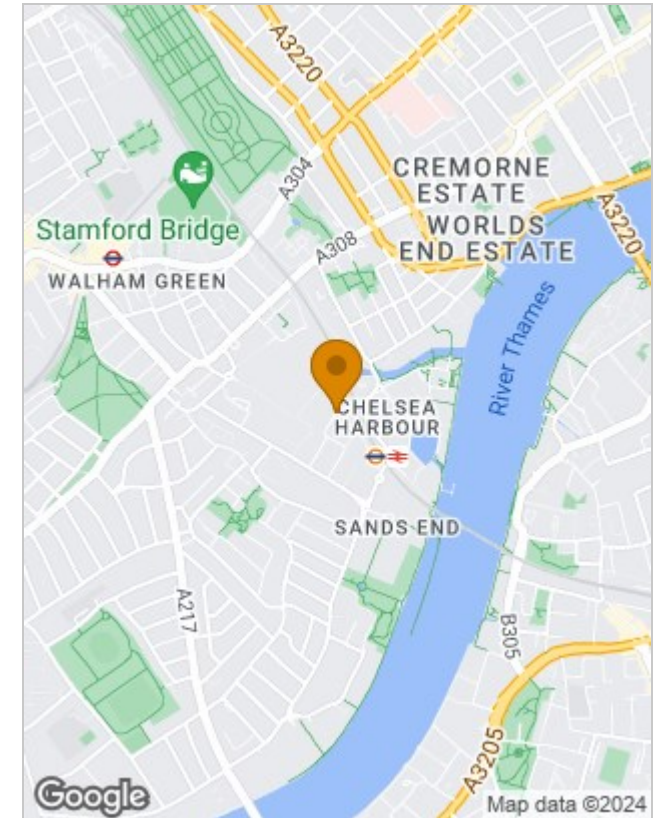 A3220
A304
CREMORNE
ESTATE
WORLDS
END ESTATE
A3220
Stamford Bridge
A308
WALHAM GREEN
River Thames
CHELSEA
HARBOUR
SANDS END
A217
B305
A3205
Google
Map data ©2024